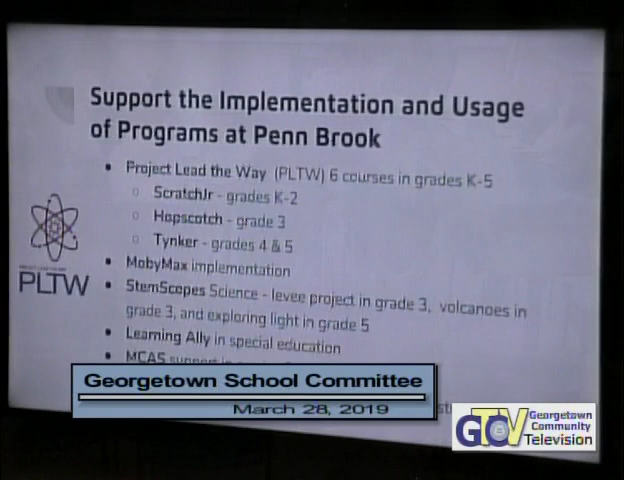 Support the Implementation and Usage
of Programs at Penn Brook
• Project Lead the Way (PLTW) 6 courses in grades K-5
○ ScratchJr - grades K-2
○ Hopscotch - grade 3
○ Tynker - grades 4 & 5
• MobyMax implementation
• StemScopes Science - levee project in grade 3, volcanoes in
grade 3, and exploring light in grade 5
• Learning Ally in special education
• MCAS support
PLTW
Georgetown School Committee
March 28, 2019
GCTV
Georgetown
Community
Television